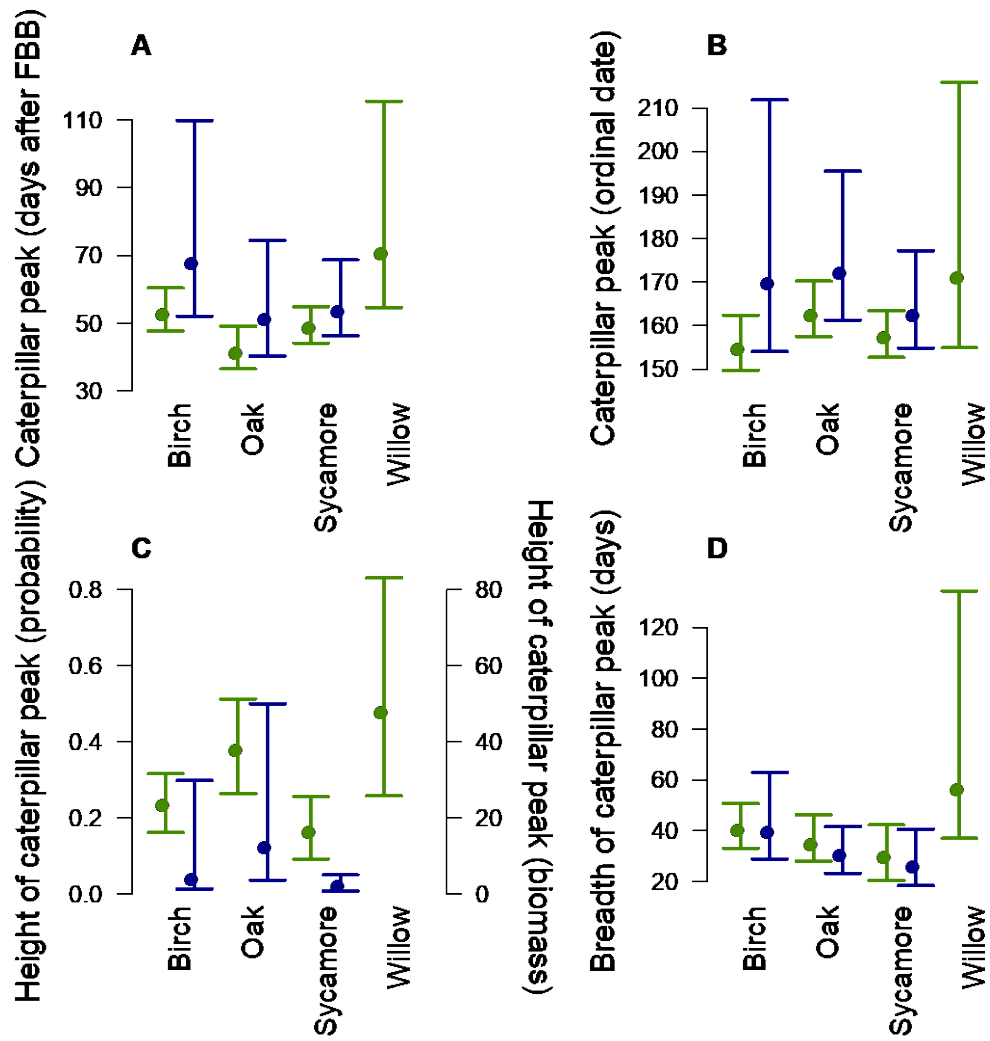 A
Caterpillar peak (days after FBB)
110
90
70
50
30
Birch
Oak
Sycamore
Willow
B
Caterpillar peak (ordinal date)
210
200
190
180
170
160
150
Birch
Oak
Sycamore
Willow
C
Height of caterpillar peak (probability)
0.8
0.6
0.4
0.2
0.0
Height of caterpillar peak (biomass)
80
60
40
20
0
Birch
Oak
Sycamore
Willow
D
Breadth of caterpillar peak (days)
120
100
80
60
40
20
Birch
Oak
Sycamore
Willow